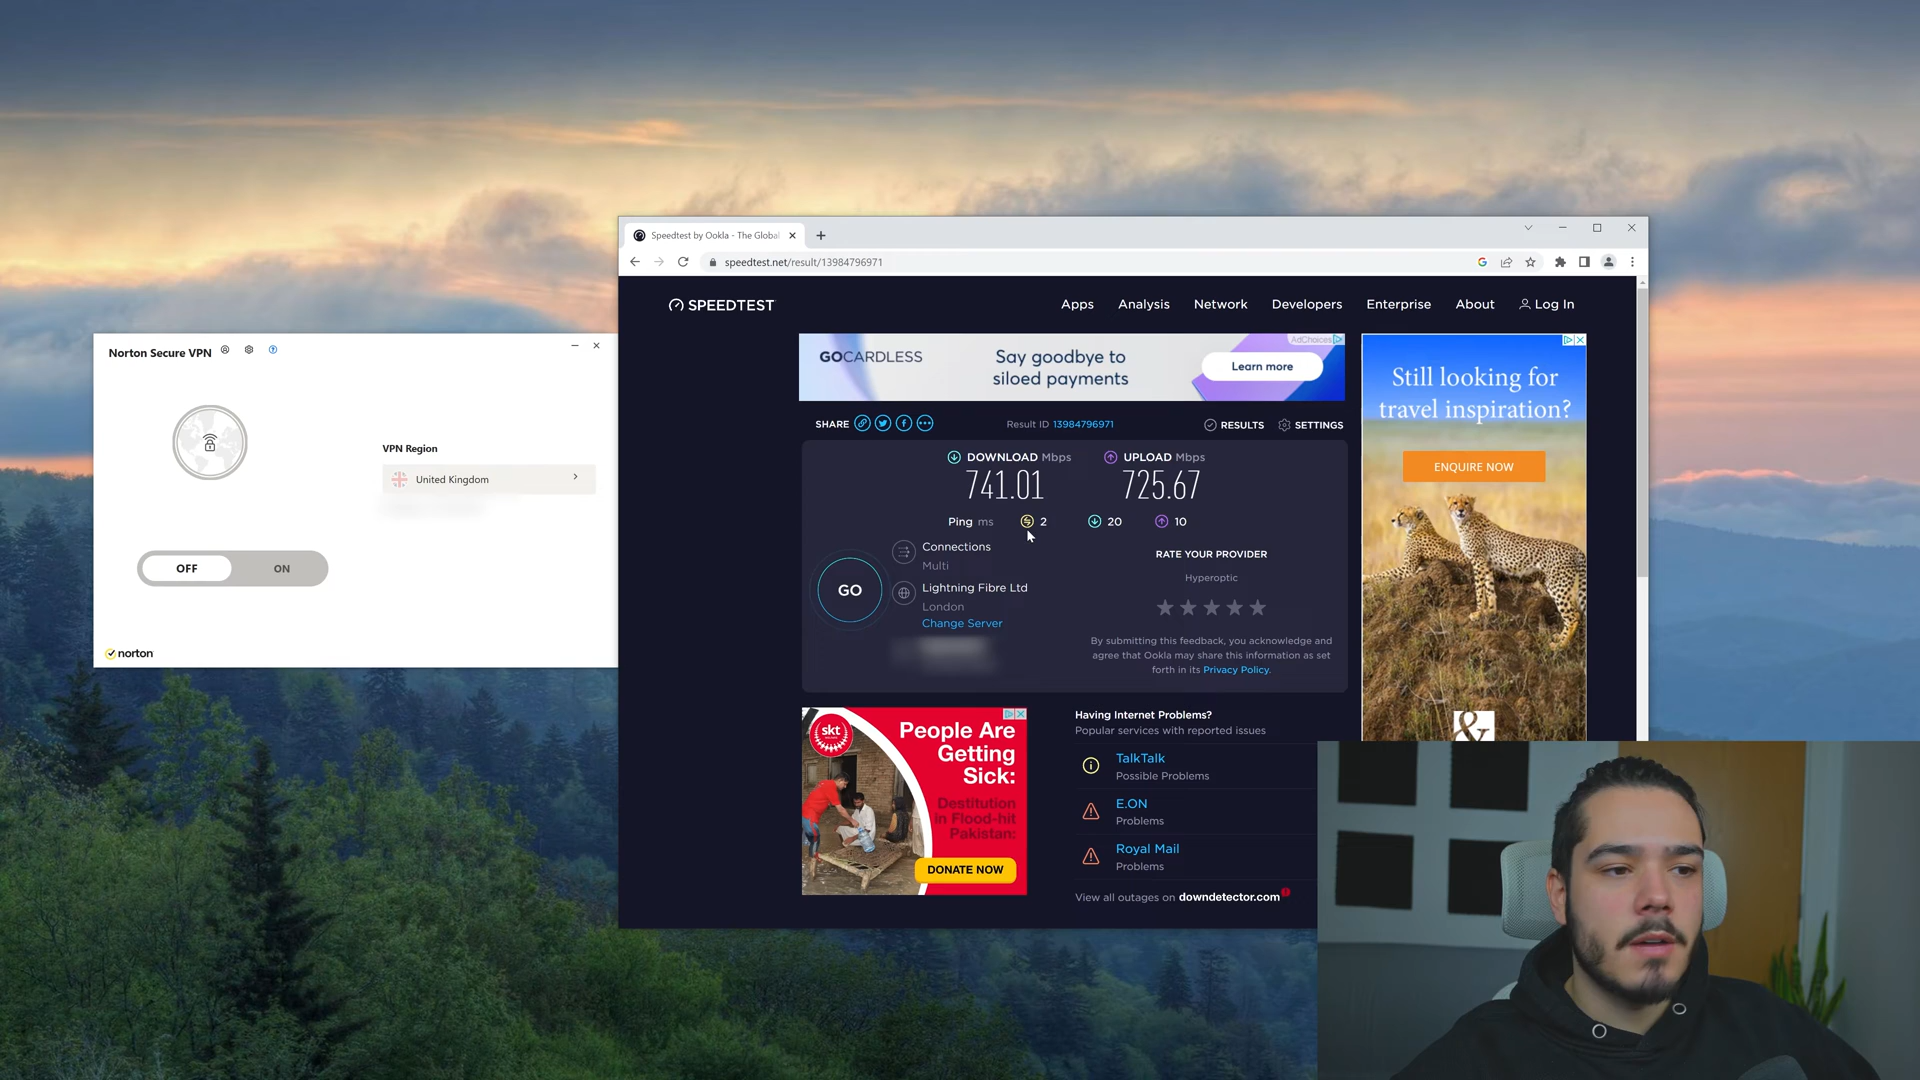 Norton Secure VPN
VPN Region
United Kingdom
OFF
ON
norton
Speedtest by Ookla - The Global
speedtest.net/result/13984796971
SPEEDTEST
Apps
Analysis
Network
Developers
Enterprise
About
Log In
GOCARDLESS
Say goodbye to
siloed payments
Learn more
AdChoices
SHARE
Result ID 13984796971
RESULTS
SETTINGS
DOWNLOAD Mbps
741.01
UPLOAD Mbps
725.67
Ping ms
2
20
10
Connections
Multi
GO
Lightning Fibre Ltd
London
Change Server
RATE YOUR PROVIDER
Hyperoptic
By submitting this feedback, you acknowledge and
agree that Ookla may share this information as set
forth in its Privacy Policy.
Still looking for
travel inspiration?
ENQUIRE NOW
&
skt
People Are
Getting
Sick:
Destitution
in Flood-hit
Pakistan:
DONATE NOW
Having Internet Problems?
Popular services with reported issues
TalkTalk
Possible Problems
E.ON
Problems
Royal Mail
Problems
View all outages on downdetector.com